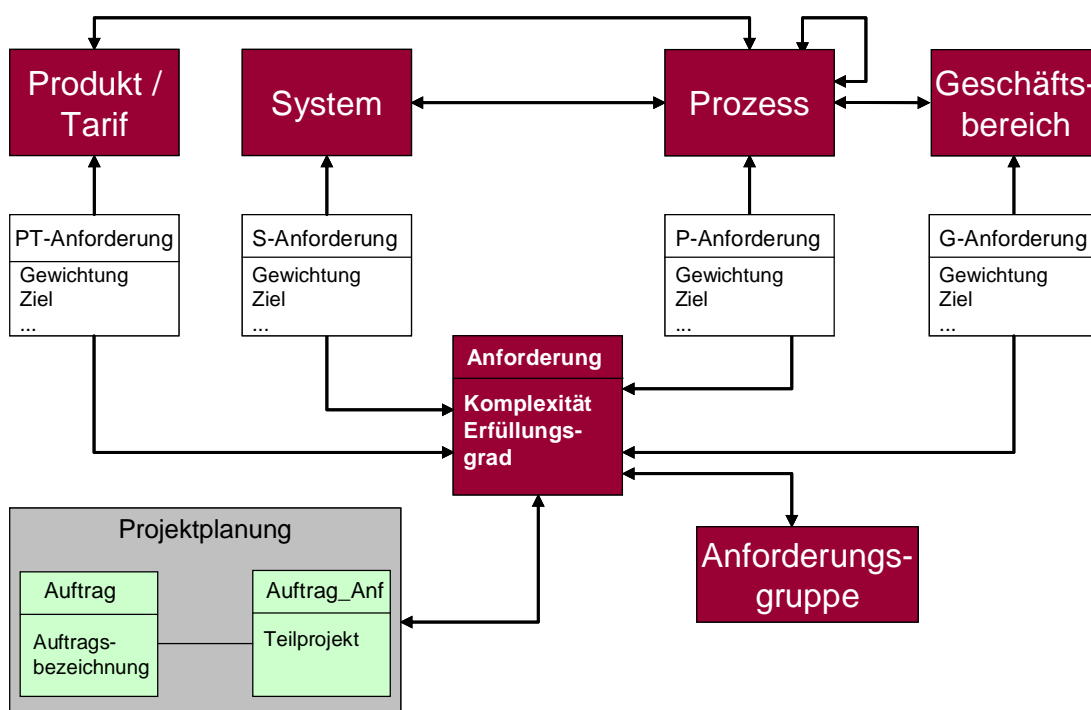 Produkt /
Tarif
System
Prozess
Geschäfts-
bereich
PT-Anforderung
Gewichtung
Ziel
...
S-Anforderung
Gewichtung
Ziel
...
P-Anforderung
Gewichtung
Ziel
...
G-Anforderung
Gewichtung
Ziel
...
Anforderung
Komplexität
Erfüllungs-
grad
Projektplanung
Auftrag
Auftrags-
bezeichnung
Auftrag_Anf
Teilprojekt
Anforderungs-
gruppe